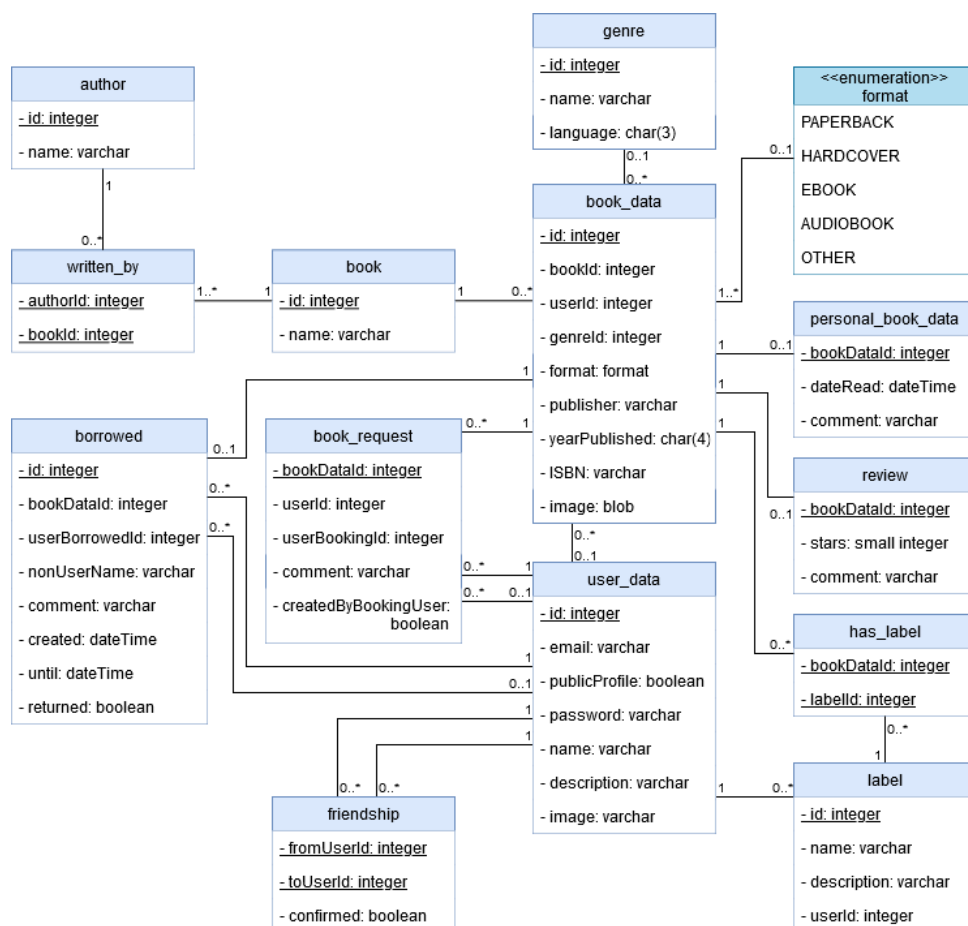 genre
- id: integer
- name: varchar
- language: char(3)
author
- id: integer
- name: varchar
<<enumeration>>
format
PAPERBACK
HARDCOVER
EBOOK
AUDIOBOOK
OTHER
0..1
0..*
1
0..*
0..1
1..*
book_data
- id: integer
- bookId: integer
- userId: integer
- genreId: integer
- format: format
- publisher: varchar
- yearPublished: char(4)
- ISBN: varchar
- image: blob
written_by
- authorId: integer
- bookId: integer
1..*
1
book
- id: integer
- name: varchar
1
0..*
personal_book_data
- bookDataId: integer
- dateRead: dateTime
- comment: varchar
1
0..1
1
0..1
borrowed
- id: integer
- bookDataId: integer
- userBorrowedId: integer
- nonUserName: varchar
- comment: varchar
- created: dateTime
- until: dateTime
- returned: boolean
0..*
0..*
1
0..1
book_request
- bookDataId: integer
- userId: integer
- userBookingId: integer
- comment: varchar
- createdByBookingUser:
boolean
0..*
1
0..*
1
0..*
0..1
review
- bookDataId: integer
- stars: small integer
- comment: varchar
1
0..1
0..*
0..1
user_data
- id: integer
- email: varchar
- publicProfile: boolean
- password: varchar
- name: varchar
- description: varchar
- image: varchar
has_label
- bookDataId: integer
- labelId: integer
1
0..*
0..*
1
1
1
0..*
0..*
1
0..*
friendship
- fromUserId: integer
- toUserId: integer
- confirmed: boolean
label
- id: integer
- name: varchar
- description: varchar
- userId: integer